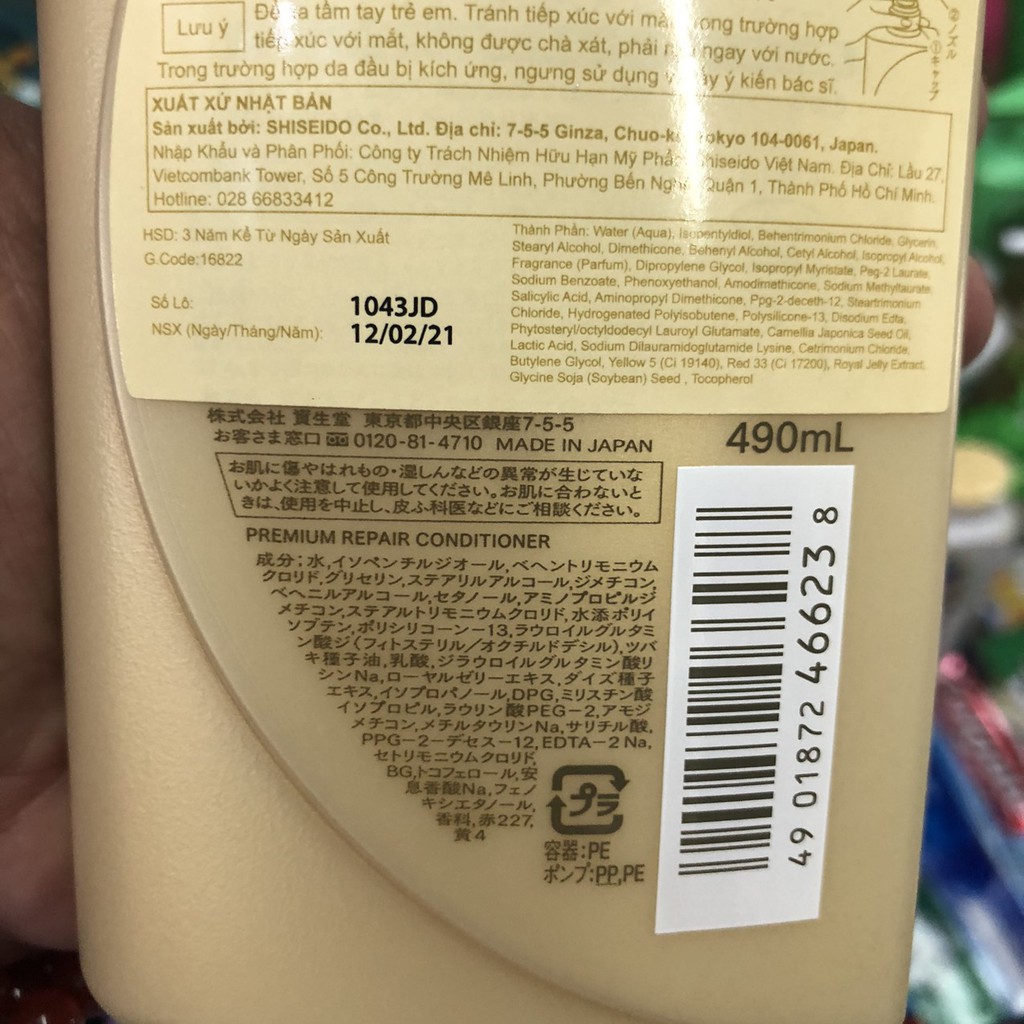 Lưu ý
Để tầm tay trẻ em. Tránh tiếp xúc với trong trường hợp
tiếp xúc với mắt, không được chà xát, phải ngay với nước.
Trong trường hợp da đầu bị kích ứng, ngưng sử dụng ý kiến bác sĩ.
②ノズル
①キャップ
XUẤT XỨ NHẬT BẢN
Sản xuất bởi: SHISEIDO Co., Ltd. Địa chỉ: 7-5-5 Ginza, Chuo-k Tokyo 104-0061, Japan.
Nhập Khẩu và Phân Phối: Công ty Trách Nhiệm Hữu Hạn Mỹ Phẩ Shiseido Việt Nam. Địa Chỉ: Lầu 27,
Vietcombank Tower, Số 5 Công Trường Mê Linh, Phường Bến Ngh Quận 1, Thành Phố Hồ Chí Minh.
Hotline: 028 66833412
HSD: 3 Năm Kể Từ Ngày Sản Xuất
G.Code:16822
Số Lô: 1043JD
NSX (Ngày/Tháng/Năm): 12/02/21
Thành Phần: Water (Aqua), Isopentyldiol, Behentrimonium Chloride, Glycerin,
Stearyl Alcohol, Dimethicone, Behenyl Alcohol, Cetyl Alcohol, Isopropyl Alcohol,
Fragrance (Parfum), Dipropylene Glycol, Isopropyl Myristate, Peg-2 Laurate,
Sodium Benzoate, Phenoxyethanol, Amodimethicone, Sodium Methyltaurate,
Salicylic Acid, Aminopropyl Dimethicone, Ppg-2-deceth-12, Steartrimonium
Chloride, Hydrogenated Polyisobutene, Polysilicone-13, Disodium Edta,
Phytosteryl/octyldodecyl Lauroyl Glutamate, Camellia Japonica Seed Oil,
Lactic Acid, Sodium Dilauramidoglutamide Lysine, Cetrimonium Chloride,
Butylene Glycol, Yellow 5 (Ci 19140), Red 33 (Ci 17200), Royal Jelly Extract,
Glycine Soja (Soybean) Seed , Tocopherol
株式会社 資生堂 東京都中央区銀座7-5-5
お客さま窓口 0120-81-4710 MADE IN JAPAN
490mL
お肌に傷やはれもの・湿しんなどの異常が生じていな
いかよく注意して使用してください。お肌に合わないと
きは、使用を中止し、皮ふ科医などにご相談ください。
PREMIUM REPAIR CONDITIONER
成分：水,イソペンチルジオール,ベヘントリモニウム
クロリド,グリセリン,ステアリルアルコール,ジメチコン,
ベヘニルアルコール,セタノール,アミノプロピルジ
メチコン,ステアルトリモニウムクロリド,水添ポリイ
ソブテン,ポリシリコーン－13,ラウロイルグルタミ
ン酸ジ（フィトステリル／オクチルドデシル）,ツバ
キ種子油,乳酸,ジラウロイルグルタミン酸リ
シンNa,ローヤルゼリーエキス,ダイズ種子
エキス,イソプロパノール,DPG,ミリスチン酸
イソプロピル,ラウリン酸PEG－2,アモジ
メチコン,メチルタウリンNa,サリチル酸,
PPG－2－デセス－12,EDTA－2Na,
セトリモニウムクロリド,
BG,トコフェロール,安
息香酸Na,フェノ
キシエタノール,
香料,赤227,
黄4
プラ
容器：PE
ポンプ：PP,PE
49 01872 466238